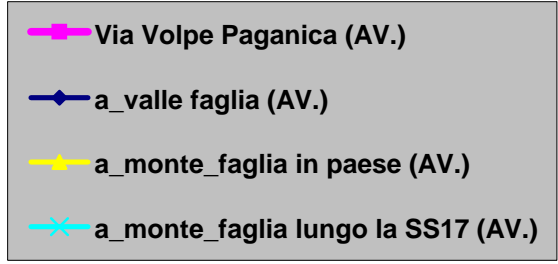 Via Volpe Paganica (AV.)
a_valle faglia (AV.)
a_monte_faglia in paese (AV.)
a_monte_faglia lungo la SS17 (AV.)